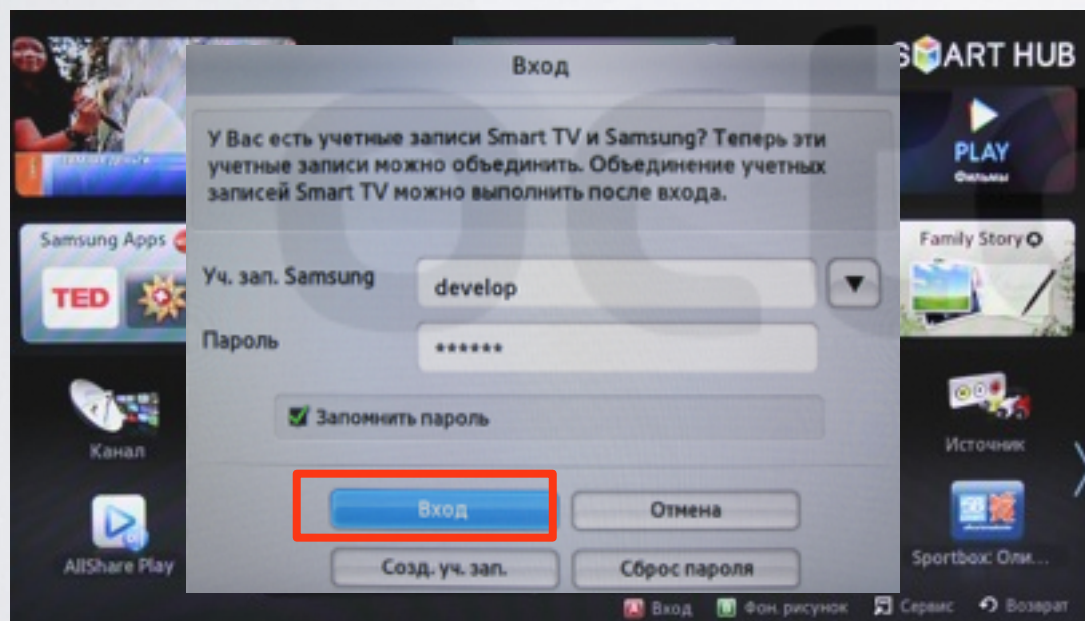 SMART HUB
Вход
У Вас есть учетные записи Smart TV и Samsung? Теперь эти
учетные записи можно объединить. Объединение учетных
записей Smart TV можно выполнить после входа.
PLAY
Фильмы
Samsung Apps
TED
Family Story
Уч. зап. Samsung
develop
Пароль
******
Запомнить пароль
Канал
Источник
Вход
Отмена
AllShare Play
Созд. уч. зап.
Сброс пароля
Sportbox: Оли...
A Вход
B Фон. рисунок
Сервис
Возврат